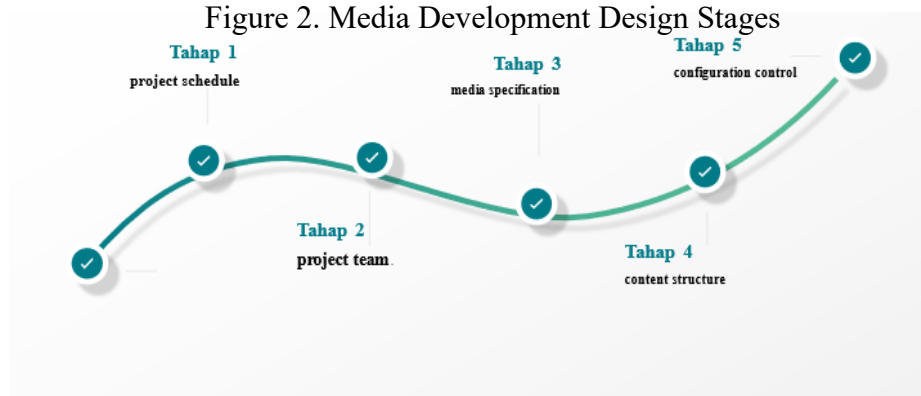 Figure 2. Media Development Design Stages
Tahap 1
project schedule
Tahap 2
project team.
Tahap 3
media specification
Tahap 4
content structure
Tahap 5
configuration control